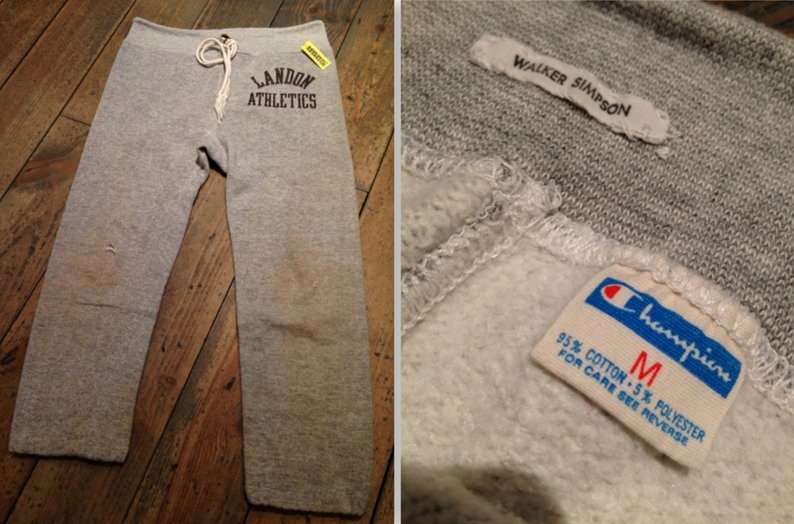 LANDON
ATHLETICS
WALKER SIMPSON
Champion
M
95% COTTON · 5% POLYESTER
FOR CARE SEE REVERSE